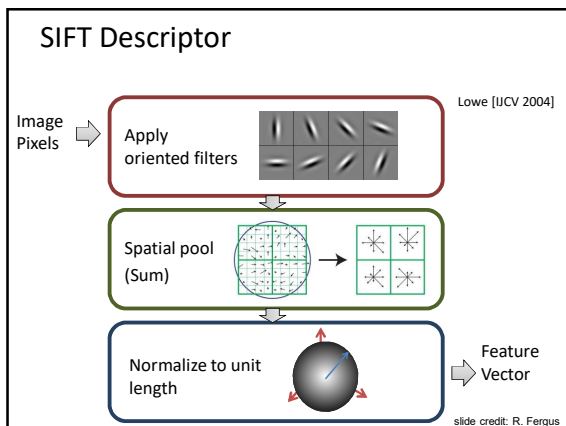 SIFT Descriptor
Lowe [IJCV 2004]
Image
Pixels
Apply
oriented filters
Spatial pool
(Sum)
Normalize to unit
length
Feature
Vector
slide credit: R. Fergus